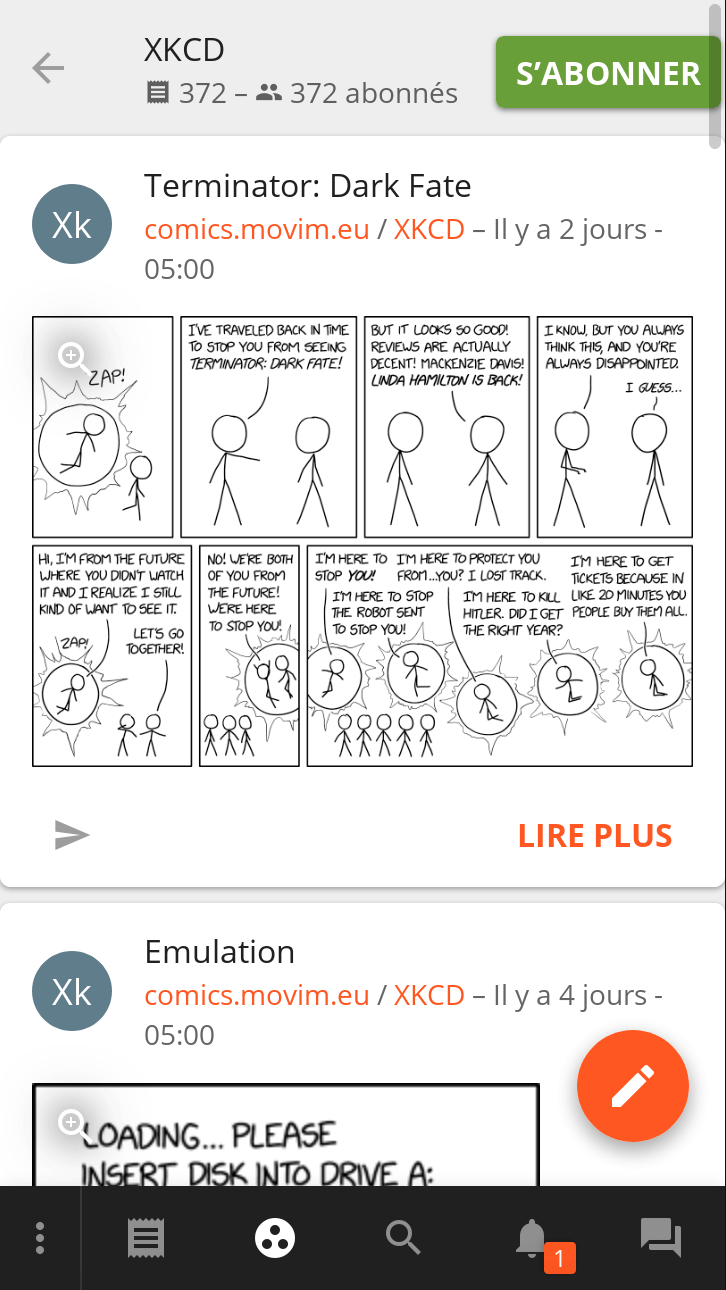 XKCD
372 – 372 abonnés
S’ABONNER
Xk
Terminator: Dark Fate
comics.movim.eu / XKCD – Il y a 2 jours -
05:00
ZAP!
I'VE TRAVELED BACK IN TIME
TO STOP YOU FROM SEEING
TERMINATOR: DARK FATE!
BUT IT LOOKS SO GOOD!
REVIEWS ARE ACTUALLY
DECENT! MACKENZIE DAVIS!
LINDA HAMILTON IS BACK!
I KNOW, BUT YOU ALWAYS
THINK THIS, AND YOU'RE
ALWAYS DISAPPOINTED.
I GUESS...
HI, I'M FROM THE FUTURE
WHERE YOU DIDN'T WATCH
IT AND I REALIZE I STILL
KIND OF WANT TO SEE IT.
ZAP!
LET'S GO
TOGETHER!
NO! WE'RE BOTH
OF YOU FROM
THE FUTURE!
WE'RE HERE
TO STOP YOU!
I'M HERE TO
STOP YOU!
I'M HERE TO STOP
THE ROBOT SENT
TO STOP YOU!
I'M HERE TO PROTECT YOU
FROM...YOU? I LOST TRACK.
I'M HERE TO KILL
HITLER. DID I GET
THE RIGHT YEAR?
I'M HERE TO GET
TICKETS BECAUSE IN
LIKE 20 MINUTES YOU
PEOPLE BUY THEM ALL.
LIRE PLUS
Xk
Emulation
comics.movim.eu / XKCD – Il y a 4 jours -
05:00
LOADING... PLEASE
INSERT DISK INTO DRIVE A:
1